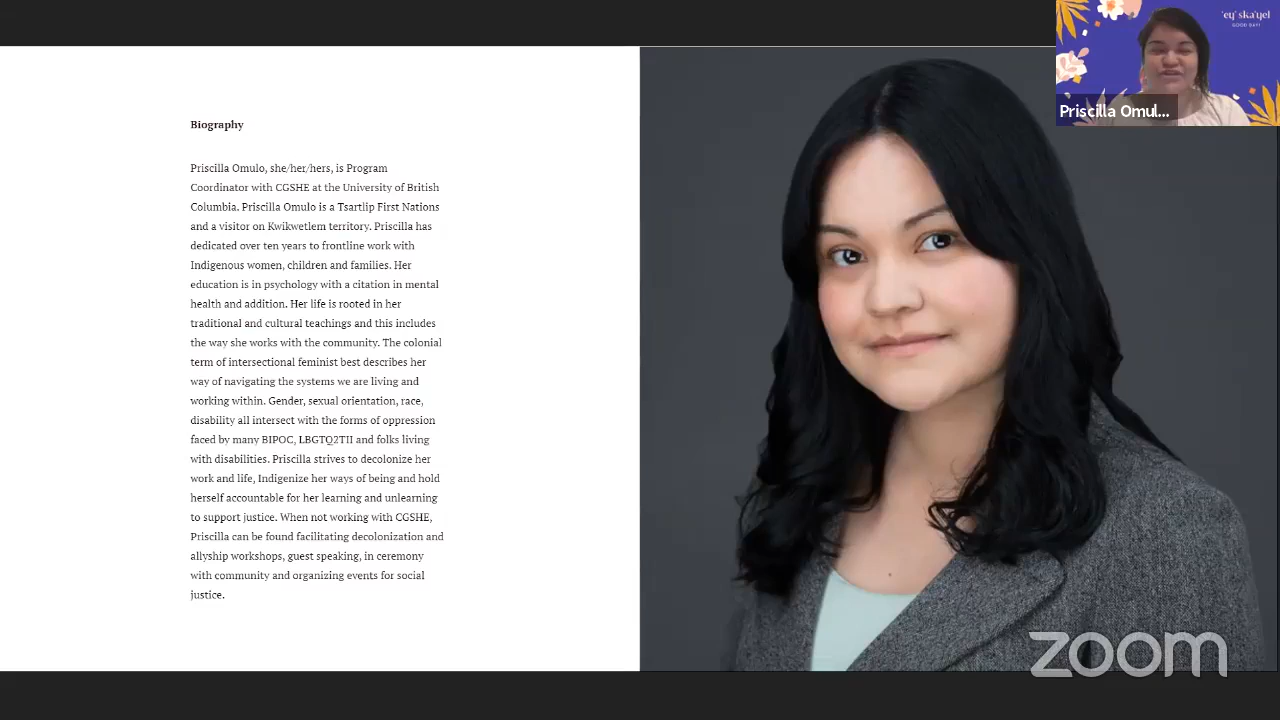 Biography
Priscilla Omulo, she/her/hers, is Program
Coordinator with CGSHE at the University of British
Columbia. Priscilla Omulo is a Tsartlip First Nations
and a visitor on Kwikwetlem territory. Priscilla has
dedicated over ten years to frontline work with
Indigenous women, children and families. Her
education is in psychology with a citation in mental
health and addition. Her life is rooted in her
traditional and cultural teachings and this includes
the way she works with the community. The colonial
term of intersectional feminist best describes her
way of navigating the systems we are living and
working within. Gender, sexual orientation, race,
disability all intersect with the forms of oppression
faced by many BIPOC, LBGTQ2TII and folks living
with disabilities. Priscilla strives to decolonize her
work and life, Indigenize her ways of being and hold
herself accountable for her learning and unlearning
to support justice. When not working with CGSHE,
Priscilla can be found facilitating decolonization and
allyship workshops, guest speaking, in ceremony
with community and organizing events for social
justice.
'ey' ska'yel
GOOD DAY!
Priscilla Omul...
zoom